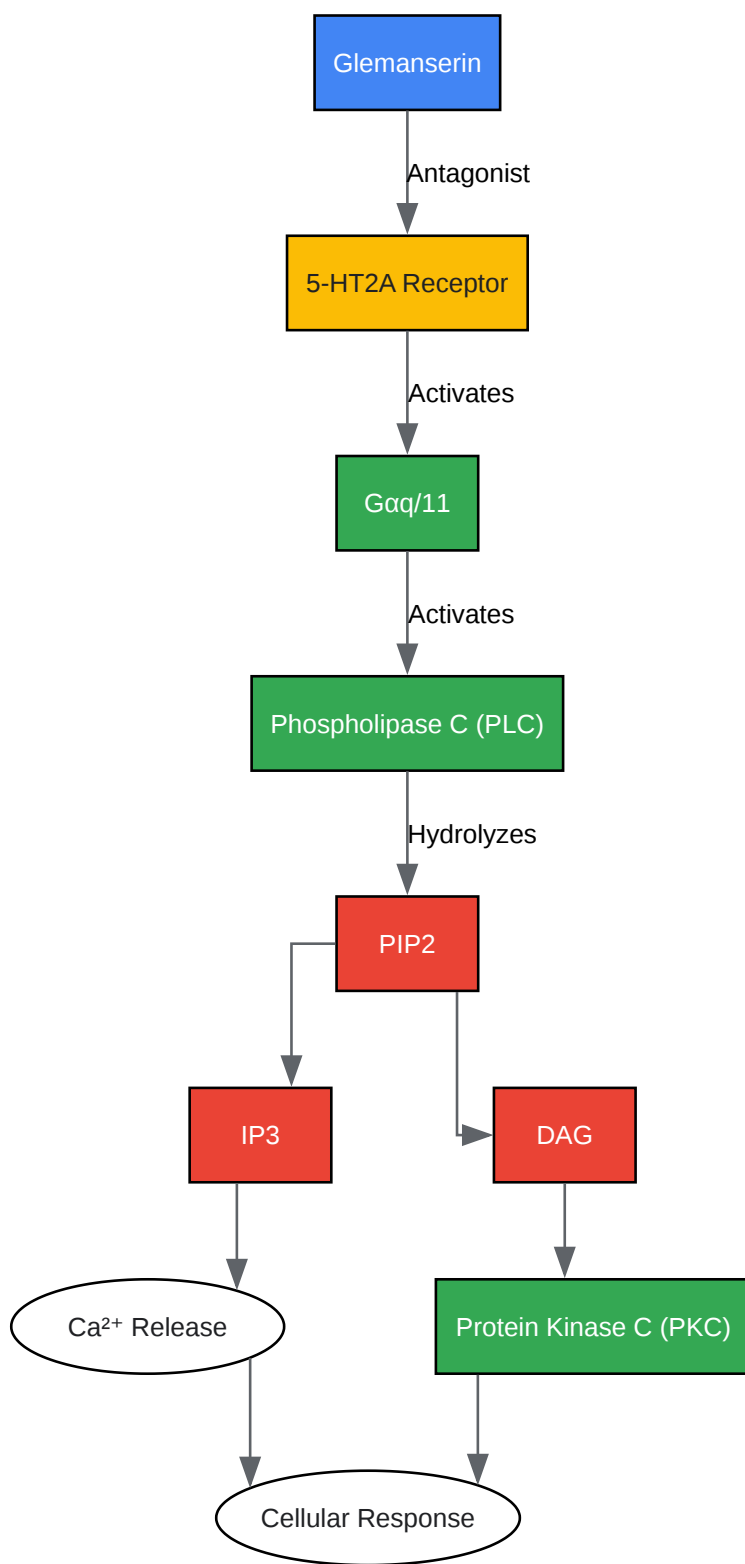 Glemanserin
Antagonist
5-HT2A Receptor
Activates
Gαq/11
Activates
Phospholipase C (PLC)
Hydrolyzes
PIP2
IP3
DAG
Ca²⁺ Release
Protein Kinase C (PKC)
Cellular Response